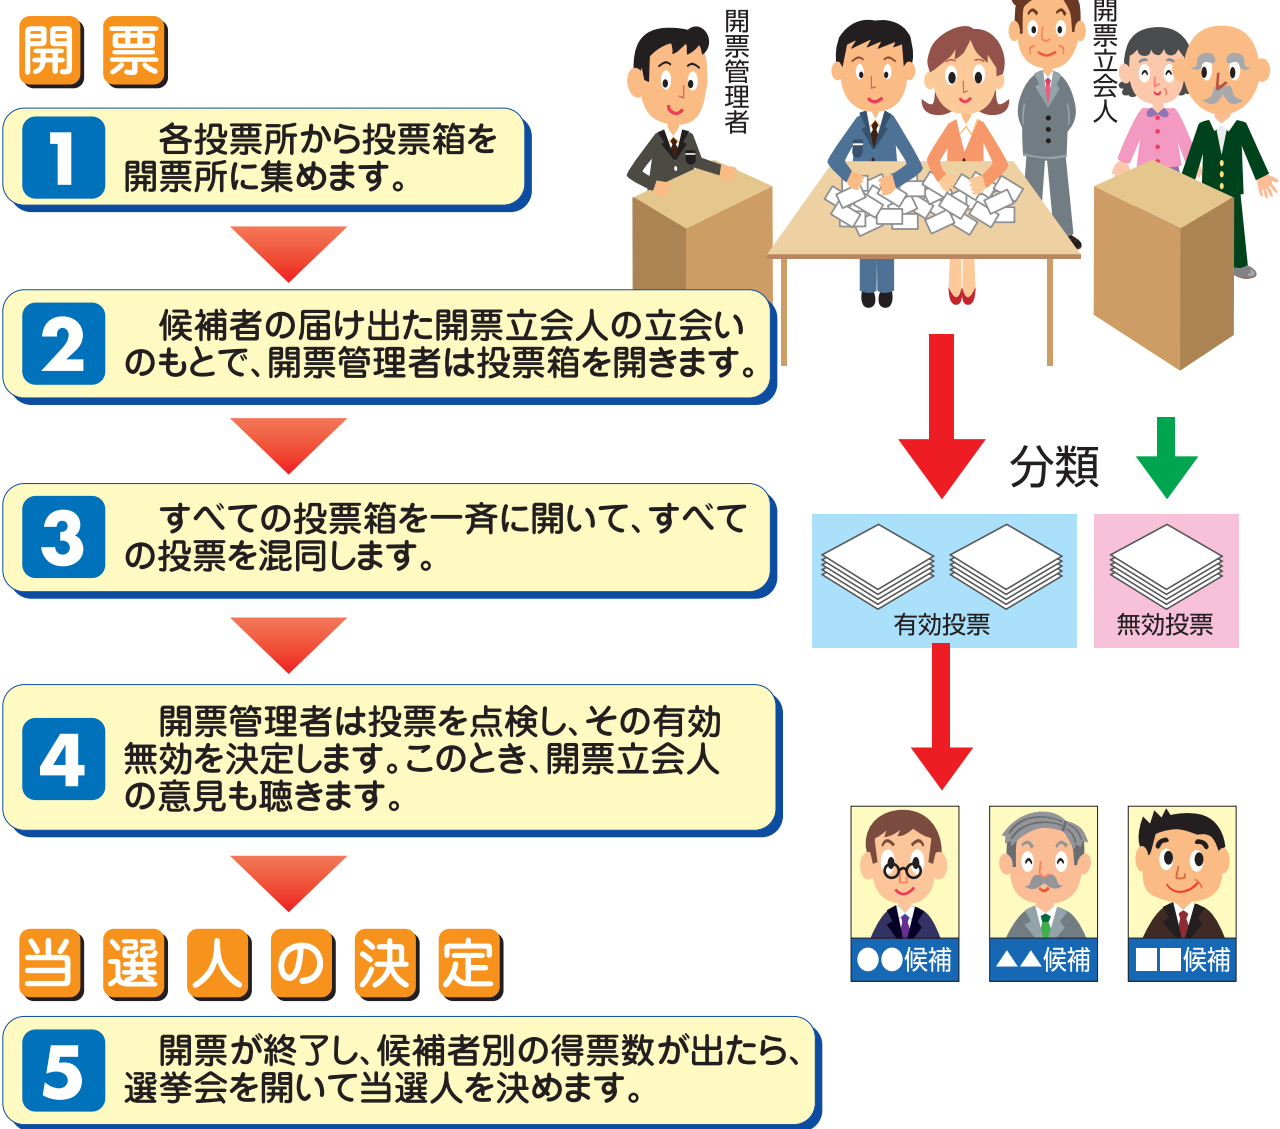 開票
1
各投票所から投票箱を
開票所に集めます。
2
候補者の届け出た開票立会人の立会い
のもとで、開票管理者は投票箱を開きます。
3
すべての投票箱を一斉に開いて、すべて
の投票を混同します。
4
開票管理者は投票を点検し、その有効
無効を決定します。このとき、開票立会人
の意見も聴きます。
当選人の決定
5
開票が終了し、候補者別の得票数が出たら、
選挙会を開いて当選人を決めます。
開票管理者
開票立会人
分類
有効投票
無効投票
●●候補
▲▲候補
■■候補